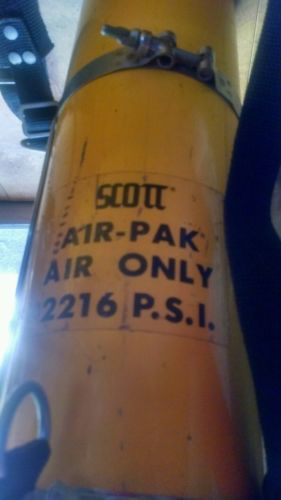 SCOTT
AIR-PAK
AIR ONLY
2216 P.S.I.